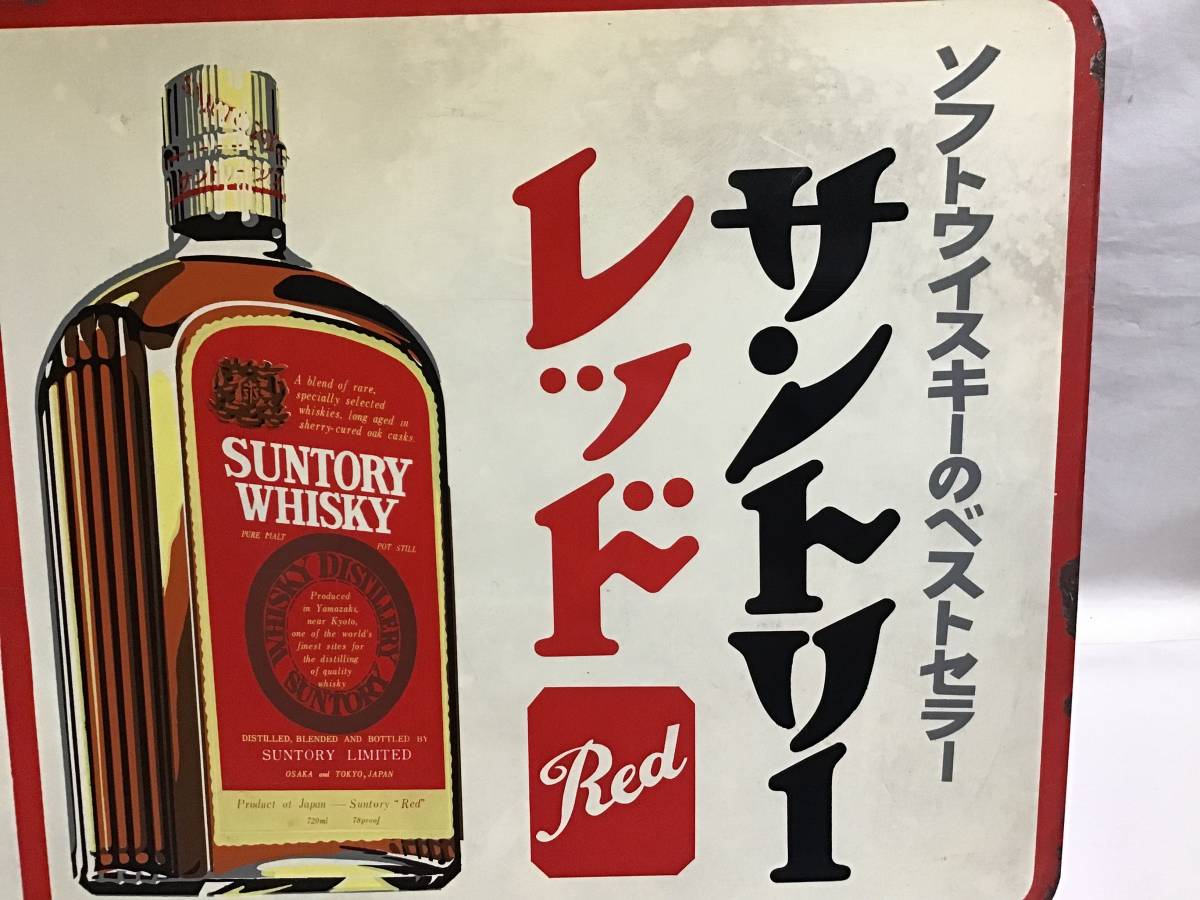 ソフトウイスキーのベストセラー
サントリー
レッド
Red
A blend of rare,
specially selected
whiskies, long aged in
sherry-cured oak casks.
SUNTORY
WHISKY
PURE MALT
POT STILL
WHISKY DISTILLERY
Produced
in Yamazaki,
near Kyoto,
one of the world's
finest sites for
the distilling
of quality
whisky
SUNTORY
DISTILLED, BLENDED AND BOTTLED BY
SUNTORY LIMITED
OSAKA and TOKYO, JAPAN
Product of Japan — Suntory "Red"
720ml 78proof